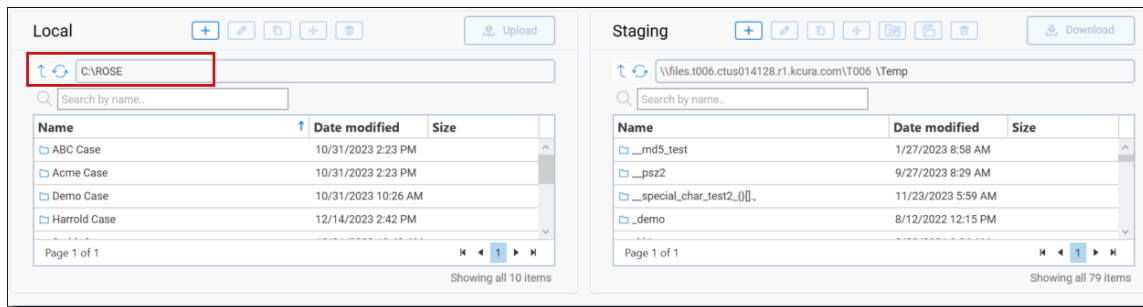 Local
Upload
C:\ROSE
Search by name..
Name Date modified Size
ABC Case 10/31/2023 2:23 PM
Acme Case 10/31/2023 2:23 PM
Demo Case 10/31/2023 10:26 AM
Harrold Case 12/14/2023 2:42 PM
Page 1 of 1 1
Showing all 10 items
Staging
Download
\\files.t006.ctus014128.r1.kcura.com\T006 \Temp
Search by name..
Name Date modified Size
__md5_test 1/27/2023 8:58 AM
__psz2 9/27/2023 8:29 AM
__special_char_test2_{}[].,  11/23/2023 5:59 AM
_demo 8/12/2022 12:15 PM
Page 1 of 1 1
Showing all 79 items